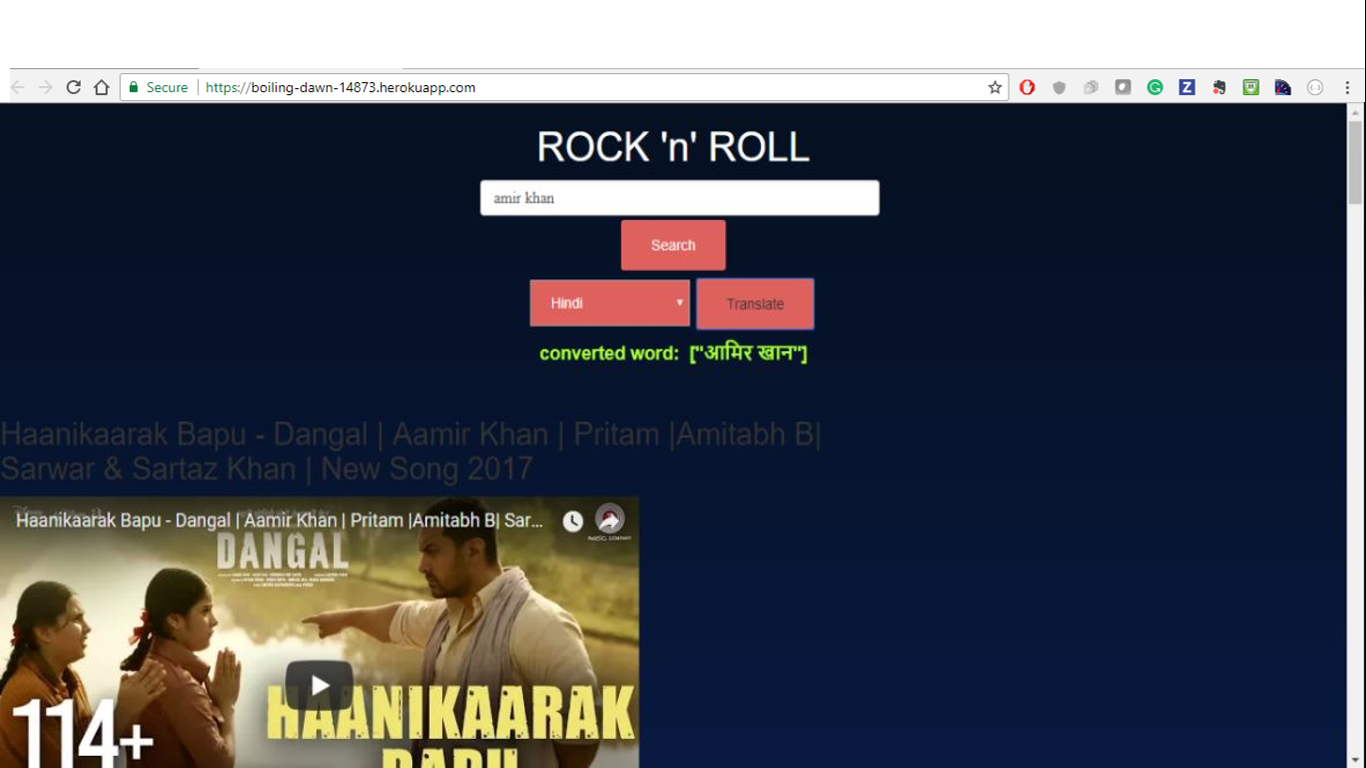 Secure
https://boiling-dawn-14873.herokuapp.com
ROCK 'n' ROLL
amir khan
Search
Hindi
Translate
converted word: ["आमिर खान"]
Haanikaarak Bapu - Dangal | Aamir Khan | Pritam |Amitabh B|
Sarwar & Sartaz Khan | New Song 2017
Haanikaarak Bapu - Dangal | Aamir Khan | Pritam |Amitabh B| Sar...
DANGAL
HAANIKAARAK
BAPU
114+